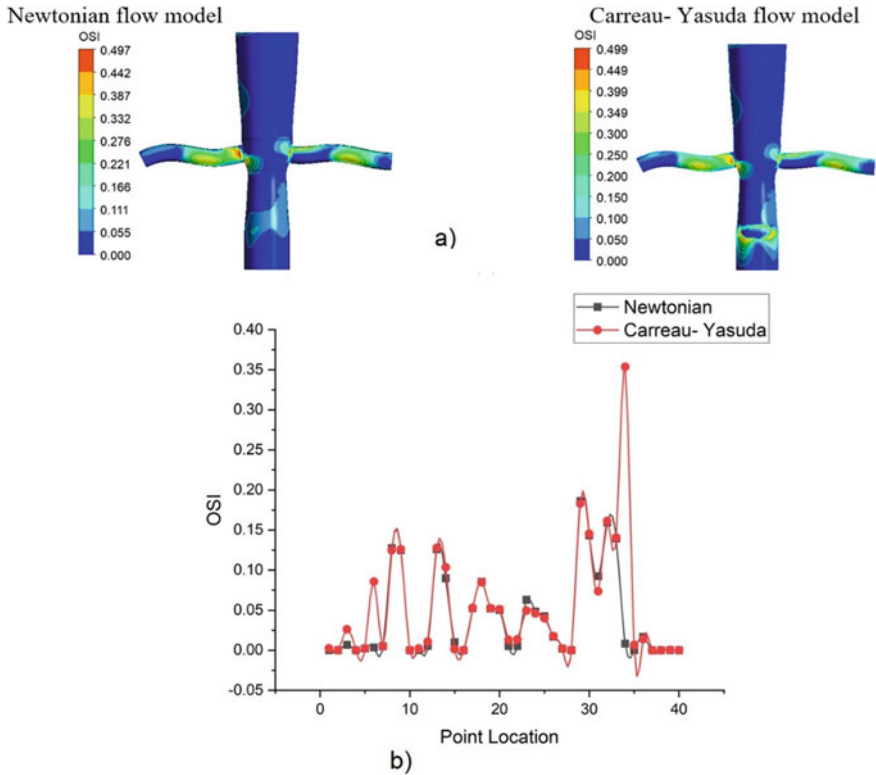 Newtonian flow model
OSI
0.497
0.442
0.387
0.332
0.276
0.221
0.166
0.111
0.055
0.000
Carreau- Yasuda flow model
OSI
0.499
0.449
0.399
0.349
0.300
0.250
0.200
0.150
0.100
0.050
0.000
a)
Newtonian
Carreau- Yasuda
0.40
0.35
0.30
0.25
0.20
0.15
0.10
0.05
0.00
-0.05
OSI
0 10 20 30 40
Point Location
b)